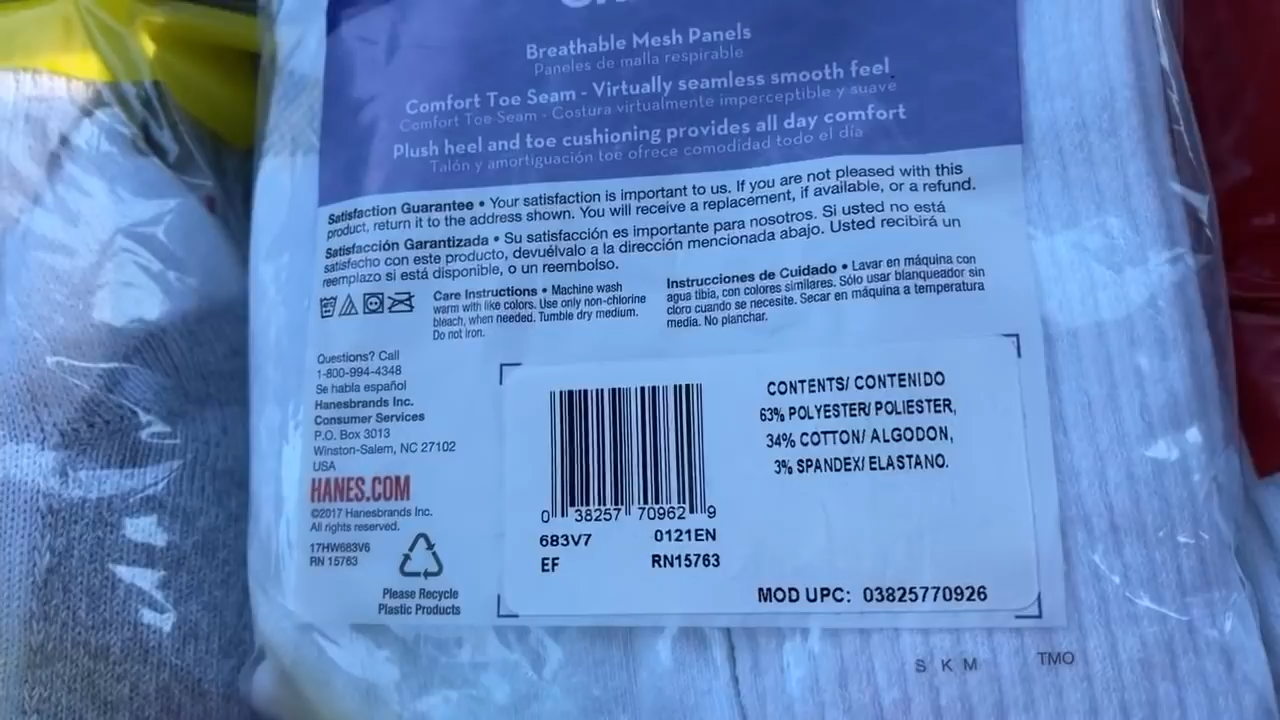 Breathable Mesh Panels
Paneles de malla respirable
Comfort Toe Seam - Virtually seamless smooth feel
Comfort Toe Seam - Costura virtualmente imperceptible y suave
Plush heel and toe cushioning provides all day comfort
Talón y amortiguación toe ofrece comodidad todo el día
Satisfaction Guarantee • Your satisfaction is important to us. If you are not pleased with this
product, return it to the address shown. You will receive a replacement, if available, or a refund.
Satisfacción Garantizada • Su satisfacción es importante para nosotros. Si usted no está
satisfecho con este producto, devuélvalo a la dirección mencionada abajo. Usted recibirá un
reemplazo si está disponible, o un reembolso.
Care Instructions • Machine wash
warm with like colors. Use only non-chlorine
bleach, when needed. Tumble dry medium.
Do not iron.
Instrucciones de Cuidado • Lavar en máquina con
agua tibia, con colores similares. Sólo usar blanqueador sin
cloro cuando se necesite. Secar en máquina a temperatura
media. No planchar.
Questions? Call
1-800-994-4348
Se habla español
Hanesbrands Inc.
Consumer Services
P.O. Box 3013
Winston-Salem, NC 27102
USA
HANES.COM
©2017 Hanesbrands Inc.
All rights reserved.
17HW683V6
RN 15763
Please Recycle
Plastic Products
0 38257 70962 9
683V7 0121EN
EF RN15763
CONTENTS/ CONTENIDO
63% POLYESTER/ POLIESTER,
34% COTTON/ ALGODON,
3% SPANDEX/ ELASTANO.
MOD UPC: 03825770926
S K M TMO